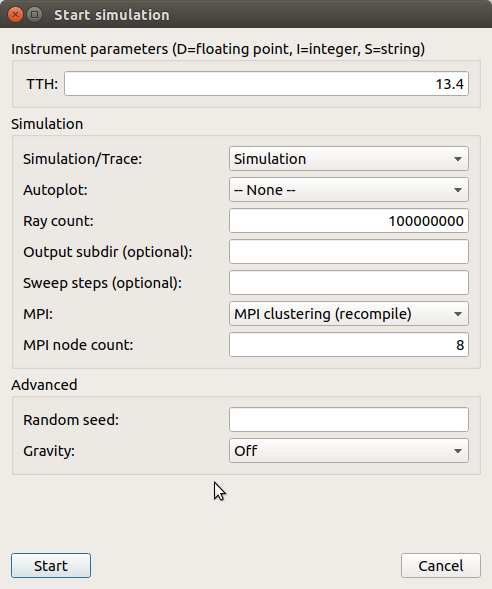 Start simulation
Instrument parameters (D=floating point, I=integer, S=string)
TTH: 13.4
Simulation
Simulation/Trace: Simulation
Autoplot: -- None --
Ray count: 100000000
Output subdir (optional):
Sweep steps (optional):
MPI: MPI clustering (recompile)
MPI node count: 8
Advanced
Random seed:
Gravity: Off
Start Cancel